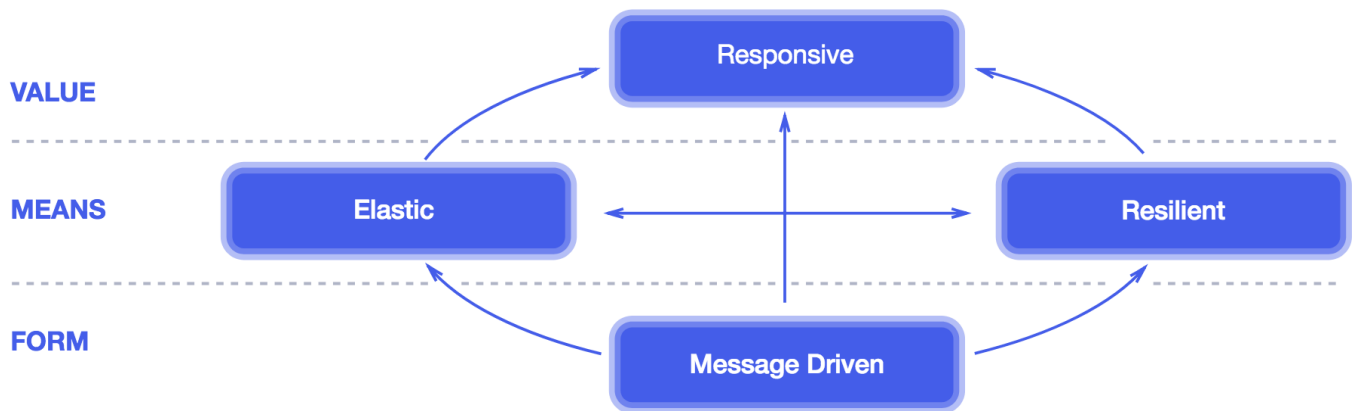 Responsive
VALUE
MEANS
Elastic
Resilient
FORM
Message Driven